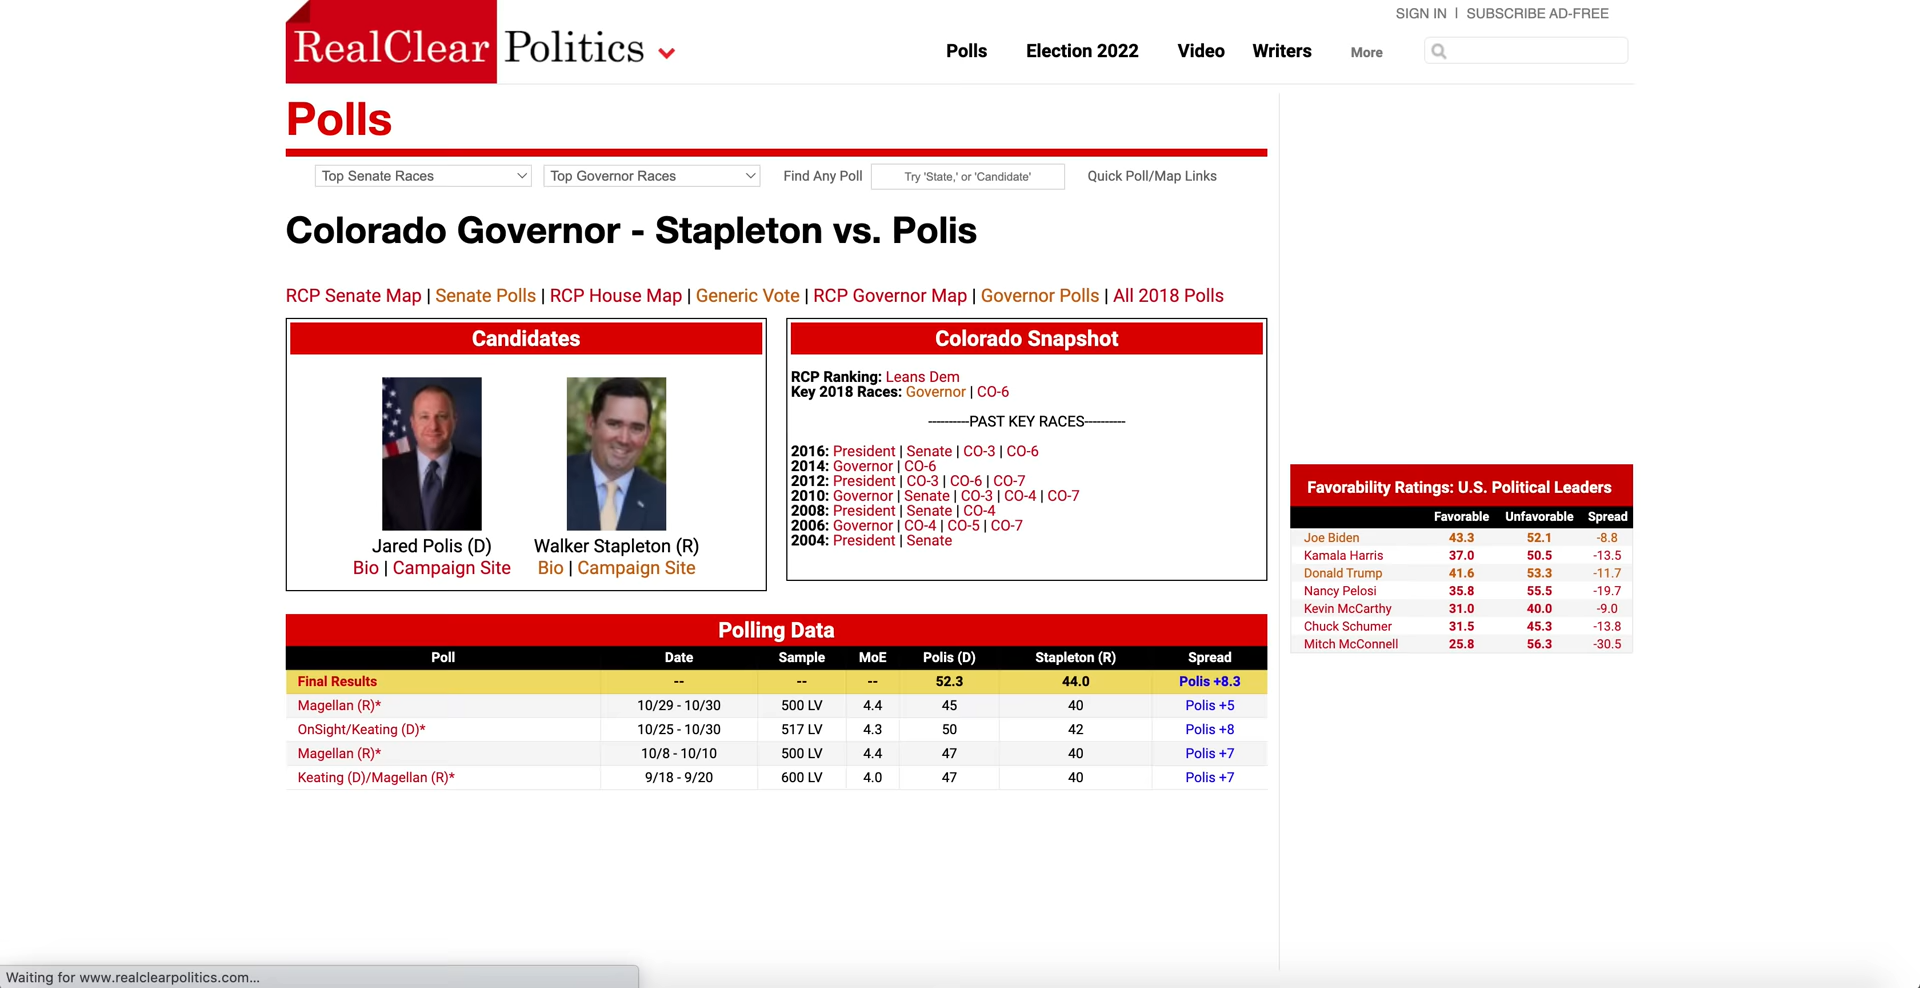 SIGN IN | SUBSCRIBE AD-FREE
RealClear Politics
Polls Election 2022 Video Writers More
Polls
Top Senate Races Top Governor Races Find Any Poll Try 'State,' or 'Candidate' Quick Poll/Map Links
Colorado Governor - Stapleton vs. Polis
RCP Senate Map | Senate Polls | RCP House Map | Generic Vote | RCP Governor Map | Governor Polls | All 2018 Polls
Candidates
Jared Polis (D) Walker Stapleton (R)
Bio | Campaign Site Bio | Campaign Site
Colorado Snapshot
RCP Ranking: Leans Dem
Key 2018 Races: Governor | CO-6
----------PAST KEY RACES----------
2016: President | Senate | CO-3 | CO-6
2014: Governor | CO-6
2012: President | CO-3 | CO-6 | CO-7
2010: Governor | Senate | CO-3 | CO-4 | CO-7
2008: President | Senate | CO-4
2006: Governor | CO-4 | CO-5 | CO-7
2004: President | Senate
Polling Data
Poll Date Sample MoE Polis (D) Stapleton (R) Spread
Final Results -- -- -- 52.3 44.0 Polis +8.3
Magellan (R)* 10/29 - 10/30 500 LV 4.4 45 40 Polis +5
OnSight/Keating (D)* 10/25 - 10/30 517 LV 4.3 50 42 Polis +8
Magellan (R)* 10/8 - 10/10 500 LV 4.4 47 40 Polis +7
Keating (D)/Magellan (R)* 9/18 - 9/20 600 LV 4.0 47 40 Polis +7
Favorability Ratings: U.S. Political Leaders
Favorable Unfavorable Spread
Joe Biden 43.3 52.1 -8.8
Kamala Harris 37.0 50.5 -13.5
Donald Trump 41.6 53.3 -11.7
Nancy Pelosi 35.8 55.5 -19.7
Kevin McCarthy 31.0 40.0 -9.0
Chuck Schumer 31.5 45.3 -13.8
Mitch McConnell 25.8 56.3 -30.5
Waiting for www.realclearpolitics.com...